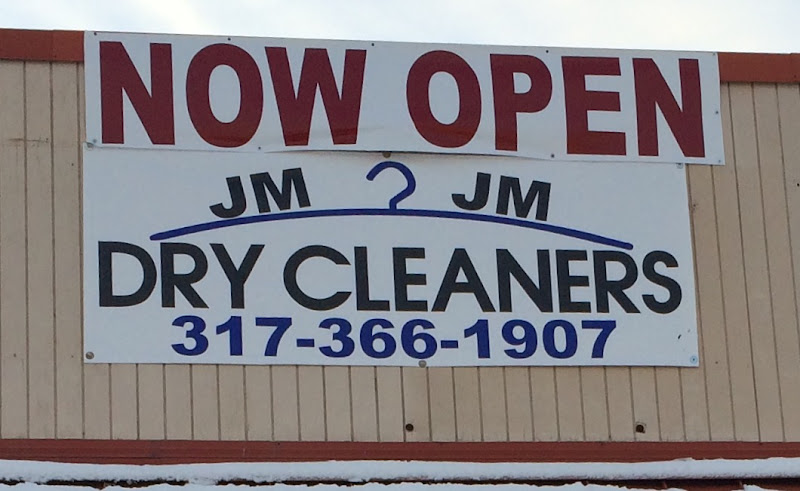 NOW OPEN
JM JM
DRY CLEANERS
317-366-1907